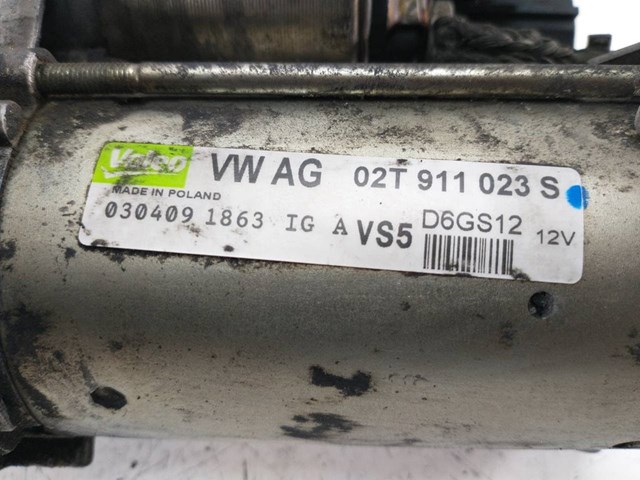 Valeo VW AG 02T 911 023 S
MADE IN POLAND
030409 1863 IG A VS5 D6GS12 12V